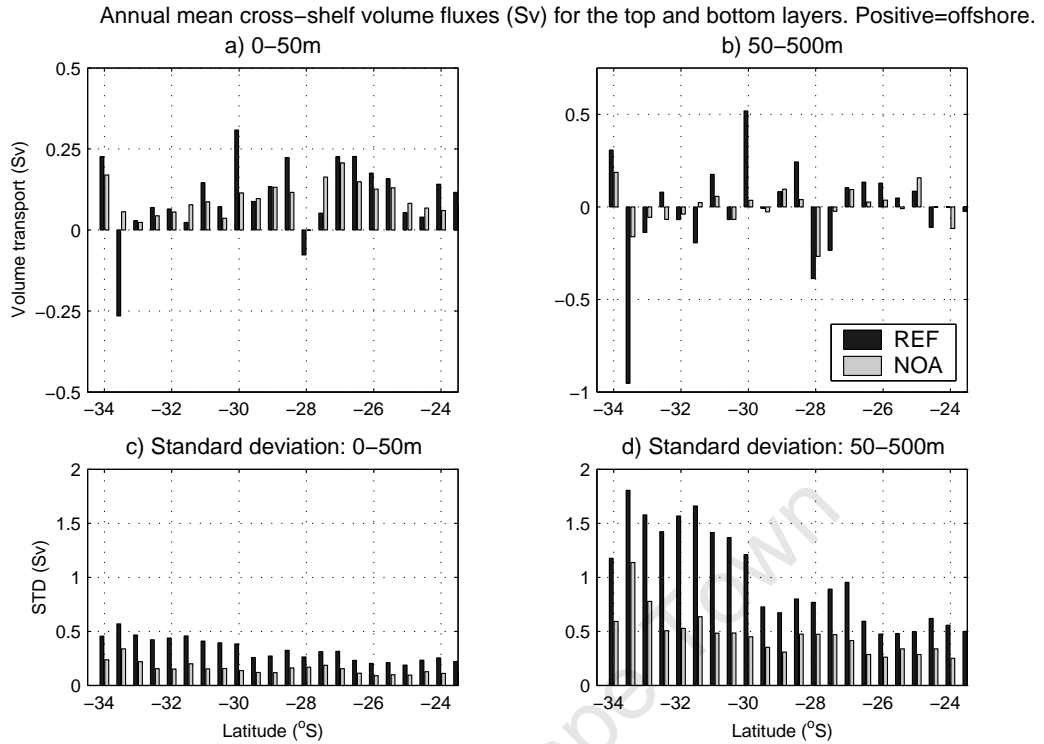 Annual mean cross−shelf volume fluxes (Sv) for the top and bottom layers. Positive=offshore.
a) 0−50m
b) 50−500m
0.5
0.25
0
−0.25
−0.5
Volume transport (Sv)
−34 −32 −30 −28 −26 −24
0.5
0
−0.5
−1
REF
NOA
−34 −32 −30 −28 −26 −24
c) Standard deviation: 0−50m
d) Standard deviation: 50−500m
2
1.5
1
0.5
0
STD (Sv)
−34 −32 −30 −28 −26 −24
Latitude (°S)
2
1.5
1
0.5
0
−34 −32 −30 −28 −26 −24
Latitude (°S)
Town